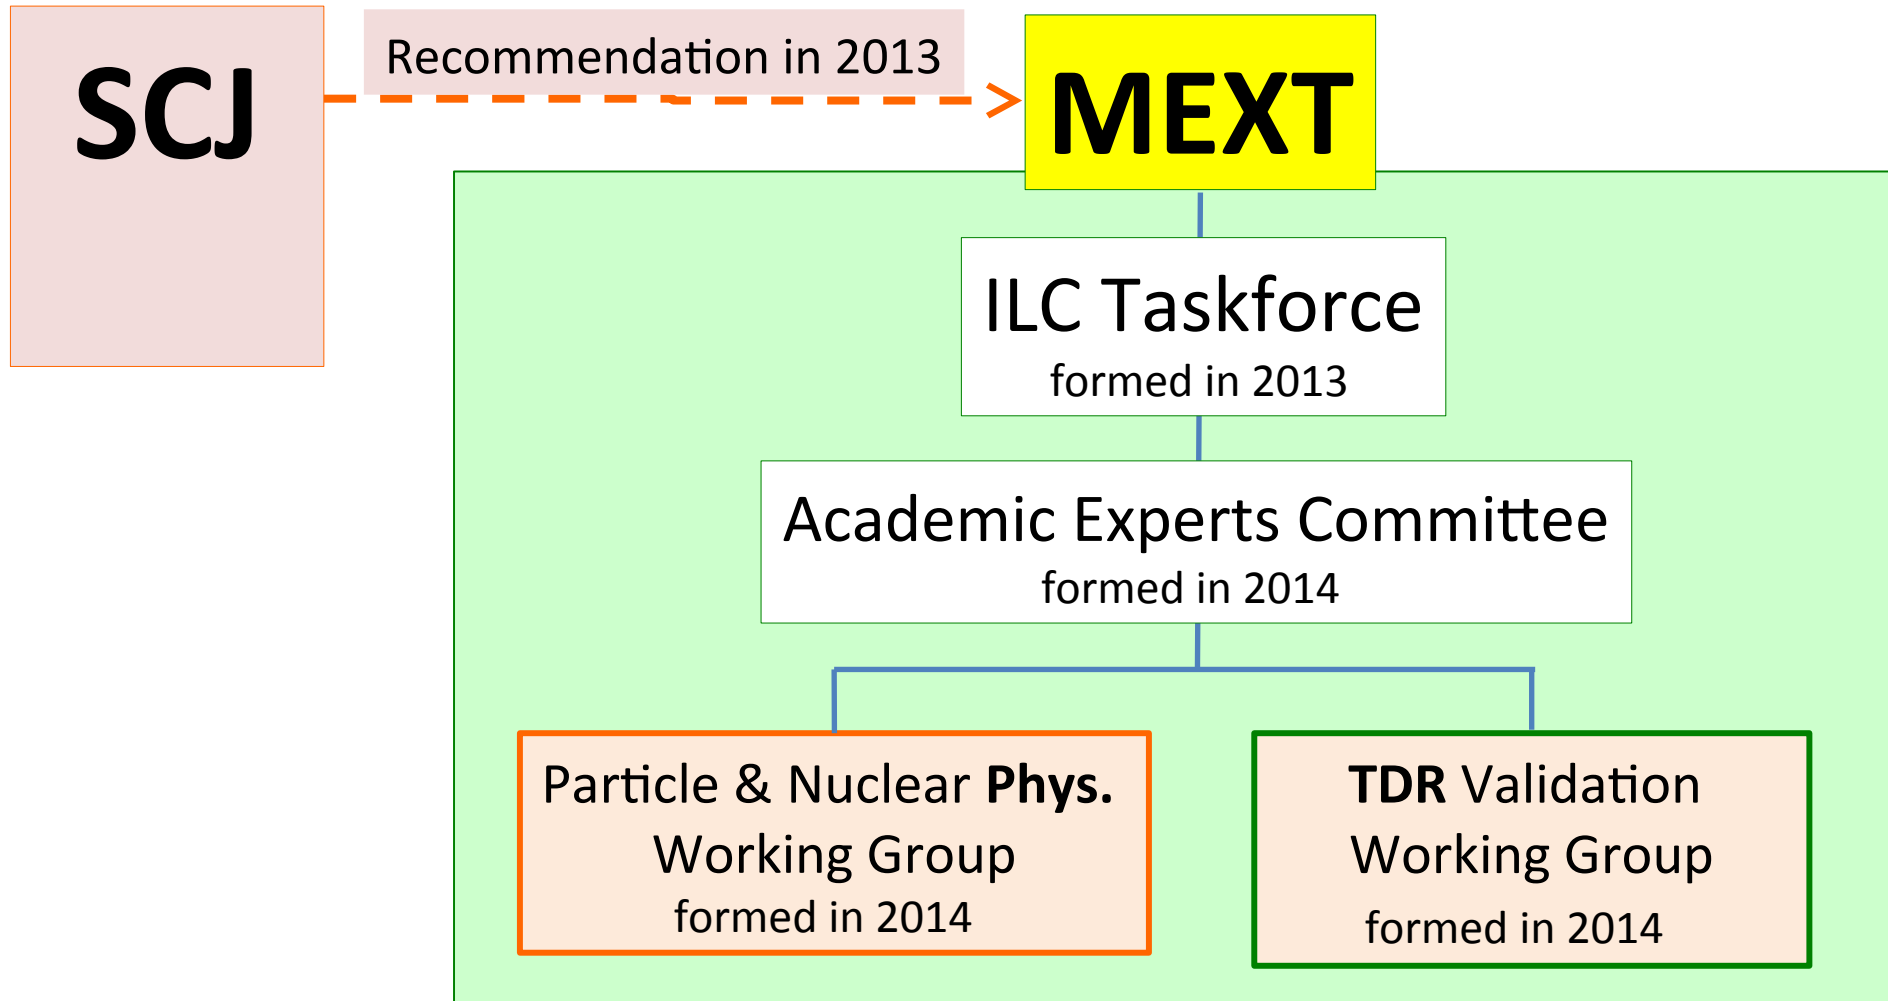 SCJ
Recommendation in 2013
MEXT
ILC Taskforce
formed in 2013
Academic Experts Committee
formed in 2014
Particle & Nuclear Phys.
Working Group
formed in 2014
TDR Validation
Working Group
formed in 2014